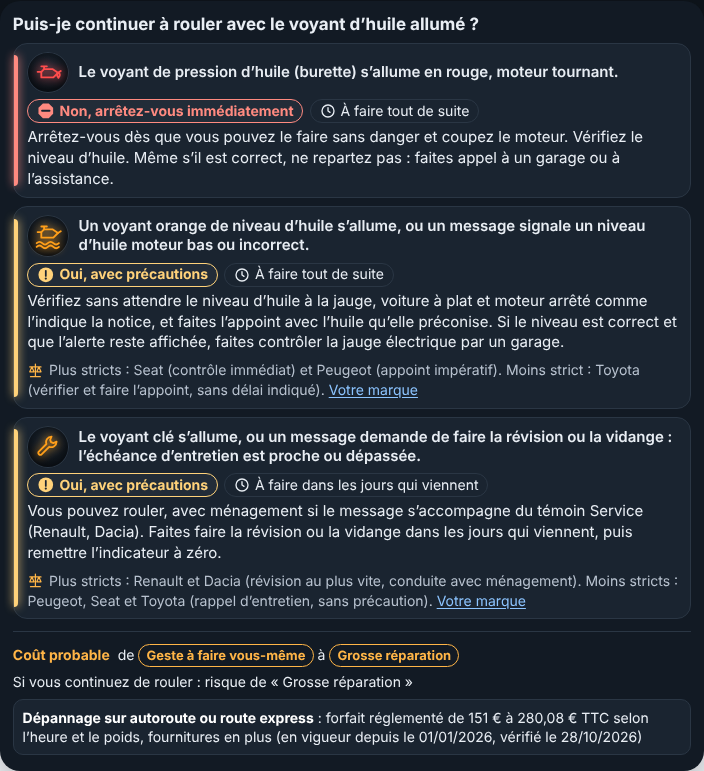 Puis-je continuer à rouler avec le voyant d’huile allumé ?
Le voyant de pression d’huile (burette) s’allume en rouge, moteur tournant.
Non, arrêtez-vous immédiatement À faire tout de suite
Arrêtez-vous dès que vous pouvez le faire sans danger et coupez le moteur. Vérifiez le
niveau d’huile. Même s’il est correct, ne repartez pas : faites appel à un garage ou à
l’assistance.
Un voyant orange de niveau d’huile s’allume, ou un message signale un niveau
d’huile moteur bas ou incorrect.
Oui, avec précautions À faire tout de suite
Vérifiez sans attendre le niveau d’huile à la jauge, voiture à plat et moteur arrêté comme
l’indique la notice, et faites l’appoint avec l’huile qu’elle préconise. Si le niveau est correct et
que l’alerte reste affichée, faites contrôler la jauge électrique par un garage.
Plus stricts : Seat (contrôle immédiat) et Peugeot (appoint impératif). Moins strict : Toyota
(vérifier et faire l’appoint, sans délai indiqué). Votre marque
Le voyant clé s’allume, ou un message demande de faire la révision ou la vidange :
l’échéance d’entretien est proche ou dépassée.
Oui, avec précautions À faire dans les jours qui viennent
Vous pouvez rouler, avec ménagement si le message s’accompagne du témoin Service
(Renault, Dacia). Faites faire la révision ou la vidange dans les jours qui viennent, puis
remettre l’indicateur à zéro.
Plus stricts : Renault et Dacia (révision au plus vite, conduite avec ménagement). Moins stricts :
Peugeot, Seat et Toyota (rappel d’entretien, sans précaution). Votre marque
Coût probable de Geste à faire vous-même à Grosse réparation
Si vous continuez de rouler : risque de « Grosse réparation »
Dépannage sur autoroute ou route express : forfait réglementé de 151 € à 280,08 € TTC selon
l’heure et le poids, fournitures en plus (en vigueur depuis le 01/01/2026, vérifié le 28/10/2026)